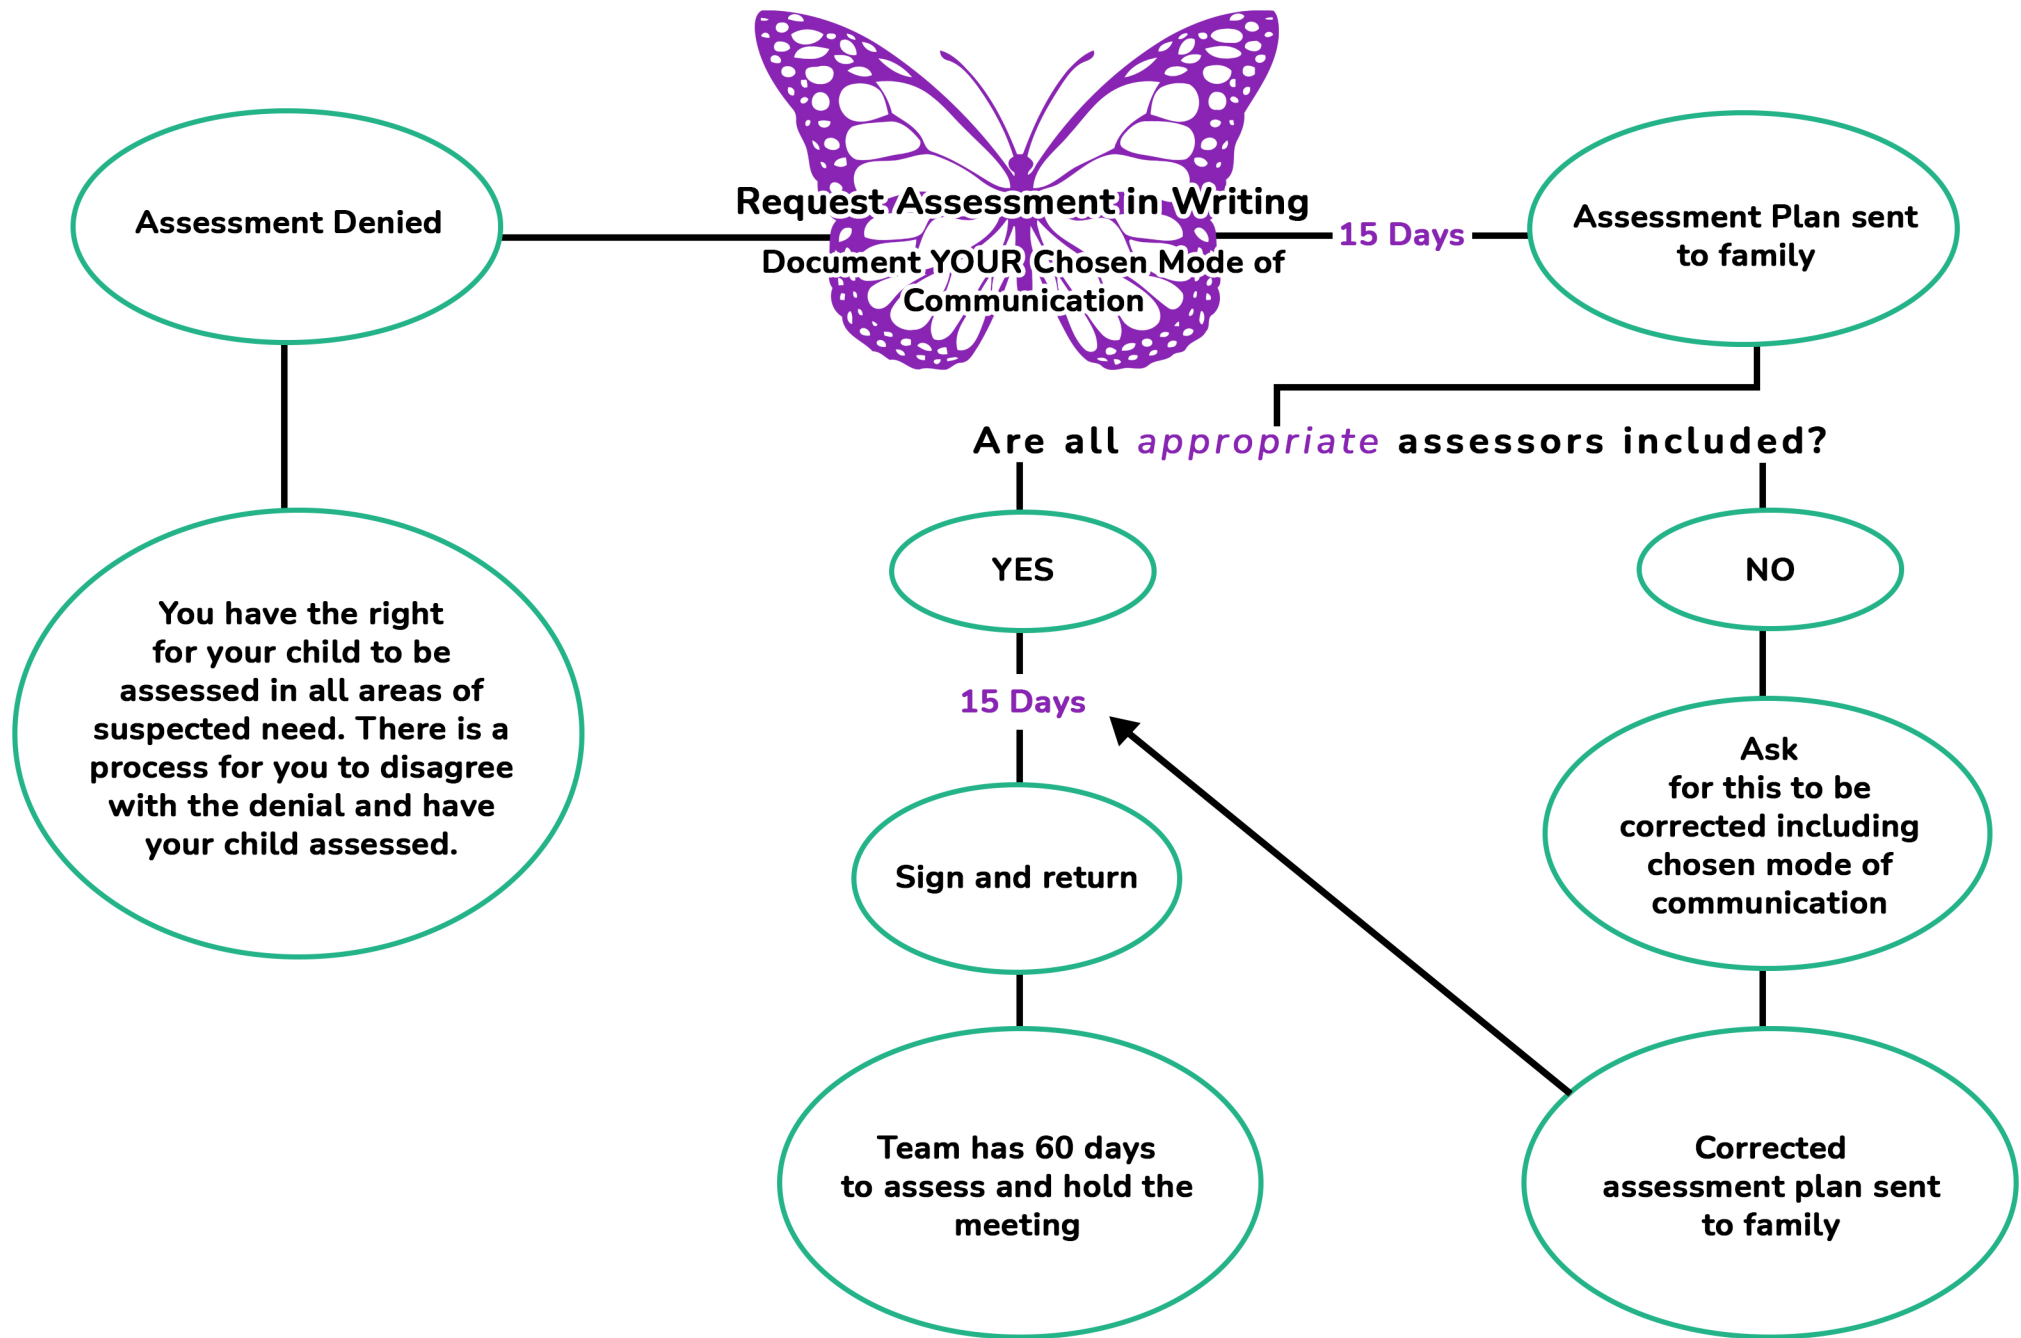 Request Assessment in Writing
Document YOUR Chosen Mode of
Communication
Assessment Denied
You have the right
for your child to be
assessed in all areas of
suspected need. There is a
process for you to disagree
with the denial and have
your child assessed.
15 Days
Assessment Plan sent
to family
Are all appropriate assessors included?
YES
15 Days
Sign and return
Team has 60 days
to assess and hold the
meeting
NO
Ask
for this to be
corrected including
chosen mode of
communication
Corrected
assessment plan sent
to family